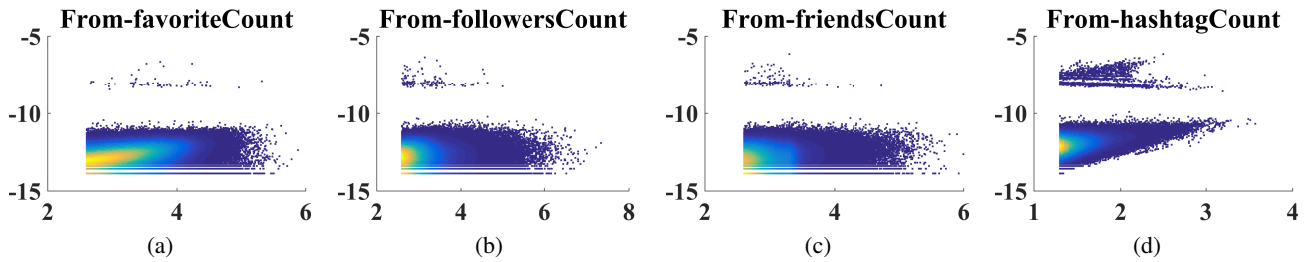 From-favoriteCount
-5
-10
-15
2 4 6
(a)
From-followersCount
-5
-10
-15
2 4 6 8
(b)
From-friendsCount
-5
-10
-15
2 4 6
(c)
From-hashtagCount
-5
-10
-15
1 2 3 4
(d)